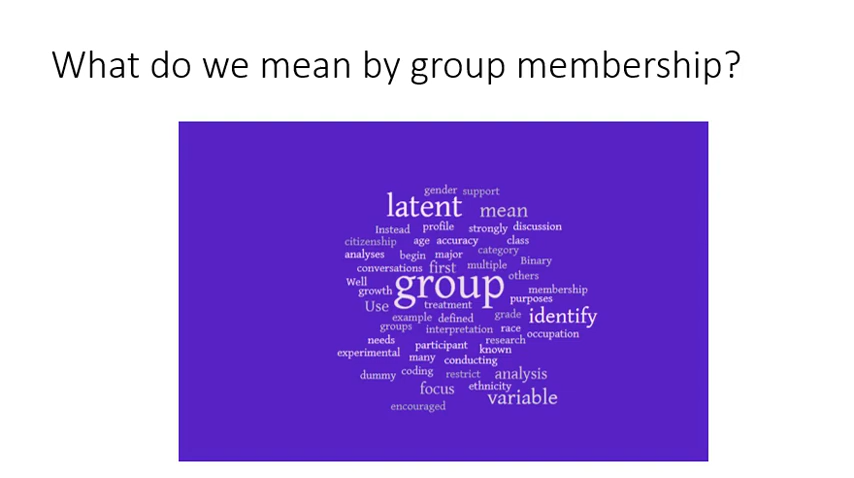 What do we mean by group membership?
gender support
latent mean
Instead profile strongly discussion
citizenship age accuracy class
analyses begin major category
conversations first multiple Binary
Well group others
growth membership
Use treatment purposes
example defined grade identify
groups interpretation race occupation
needs participant research
experimental many conducting known
dummy coding restrict analysis
focus ethnicity variable
encouraged